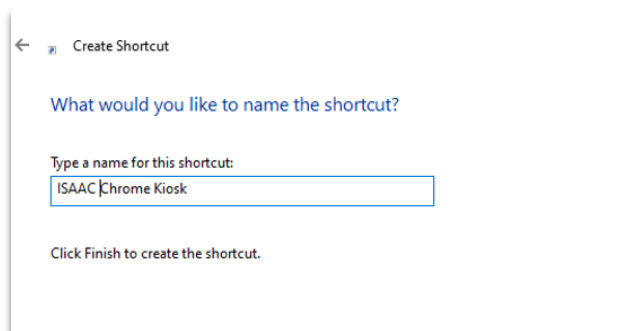 Create Shortcut
What would you like to name the shortcut?
Type a name for this shortcut:
ISAAC Chrome Kiosk
Click Finish to create the shortcut.